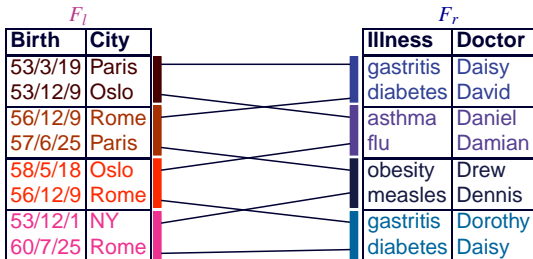 F_l F_r
Birth City Illness Doctor
53/3/19 Paris gastritis Daisy
53/12/9 Oslo diabetes David
56/12/9 Rome asthma Daniel
57/6/25 Paris flu Damian
58/5/18 Oslo obesity Drew
56/12/9 Rome measles Dennis
53/12/1 NY gastritis Dorothy
60/7/25 Rome diabetes Daisy